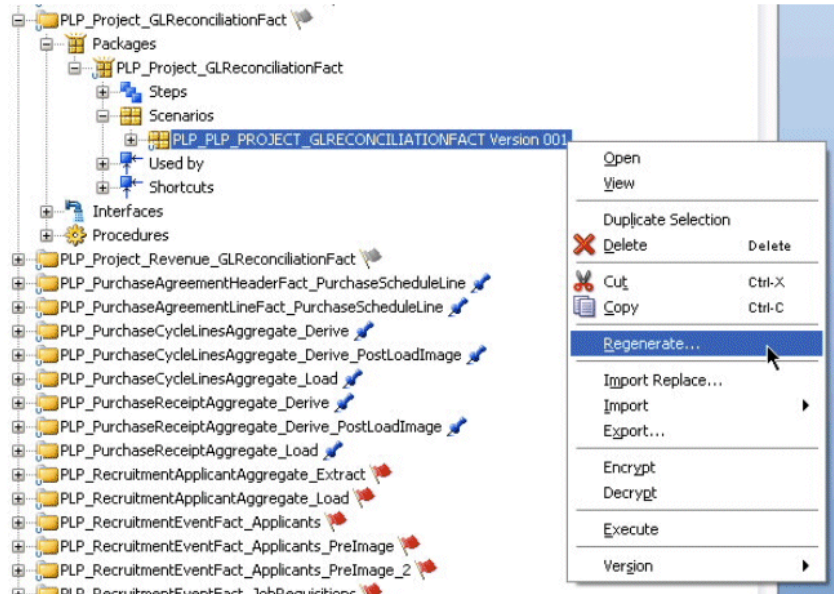 PLP_Project_GLReconciliationFact
Packages
PLP_Project_GLReconciliationFact
Steps
Scenarios
PLP_PLP_PROJECT_GLRECONCILIATIONFACT Version 001
Used by
Shortcuts
Interfaces
Procedures
PLP_Project_Revenue_GLReconciliationFact
PLP_PurchaseAgreementHeaderFact_PurchaseScheduleLine
PLP_PurchaseAgreementLineFact_PurchaseScheduleLine
PLP_PurchaseCycleLinesAggregate_Derive
PLP_PurchaseCycleLinesAggregate_Derive_PostLoadImage
PLP_PurchaseCycleLinesAggregate_Load
PLP_PurchaseReceiptAggregate_Derive
PLP_PurchaseReceiptAggregate_Derive_PostLoadImage
PLP_PurchaseReceiptAggregate_Load
PLP_RecruitmentApplicantAggregate_Extract
PLP_RecruitmentApplicantAggregate_Load
PLP_RecruitmentEventFact_Applicants
PLP_RecruitmentEventFact_Applicants_PreImage
PLP_RecruitmentEventFact_Applicants_PreImage_2
PLP_RecruitmentEventFact_JobRequisitions
Open
View
Duplicate Selection
Delete Delete
Cut Ctrl-X
Copy Ctrl-C
Regenerate...
Import Replace...
Import
Export...
Encrypt
Decrypt
Execute
Version